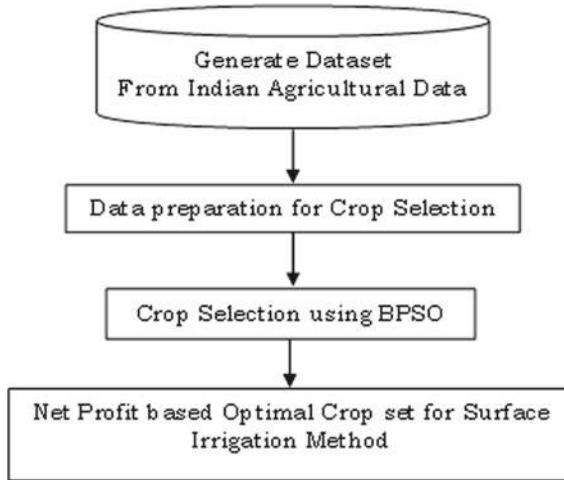 Generate Dataset
From Indian Agricultural Data
Data preparation for Crop Selection
Crop Selection using BPSO
Net Profit based Optimal Crop set for Surface
Irrigation Method